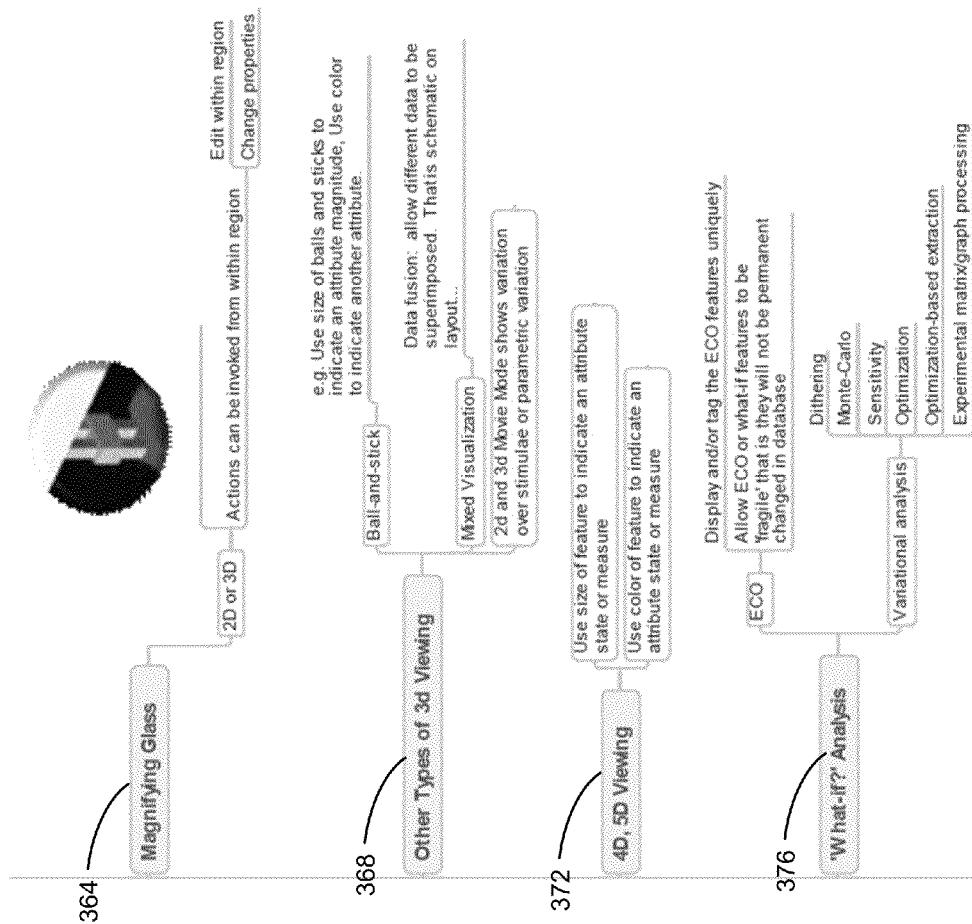 364
Magnifying Glass
2D or 3D
Actions can be invoked from within region
Edit within region
Change properties
368
Other Types of 3d Viewing
Ball-and-stick
e.g. Use size of balls and sticks to
indicate an attribute magnitude, Use color
to indicate another attribute.
Mixed Visualization
Data fusion: allow different data to be
superimposed. That is schematic on
layout...
2d and 3d Movie Mode shows variation
over stimulae or parametric variation
372
4D, 5D Viewing
Use size of feature to indicate an attribute
state or measure
Use color of feature to indicate an
attribute state or measure
376
'What-if?' Analysis
ECO
Display and/or tag the ECO features uniquely
Allow ECO or what-if features to be
'fragile' that is they will not be permanent
changed in database
Variational analysis
Dithering
Monte-Carlo
Sensitivity
Optimization
Optimization-based extraction
Experimental matrix/graph processing